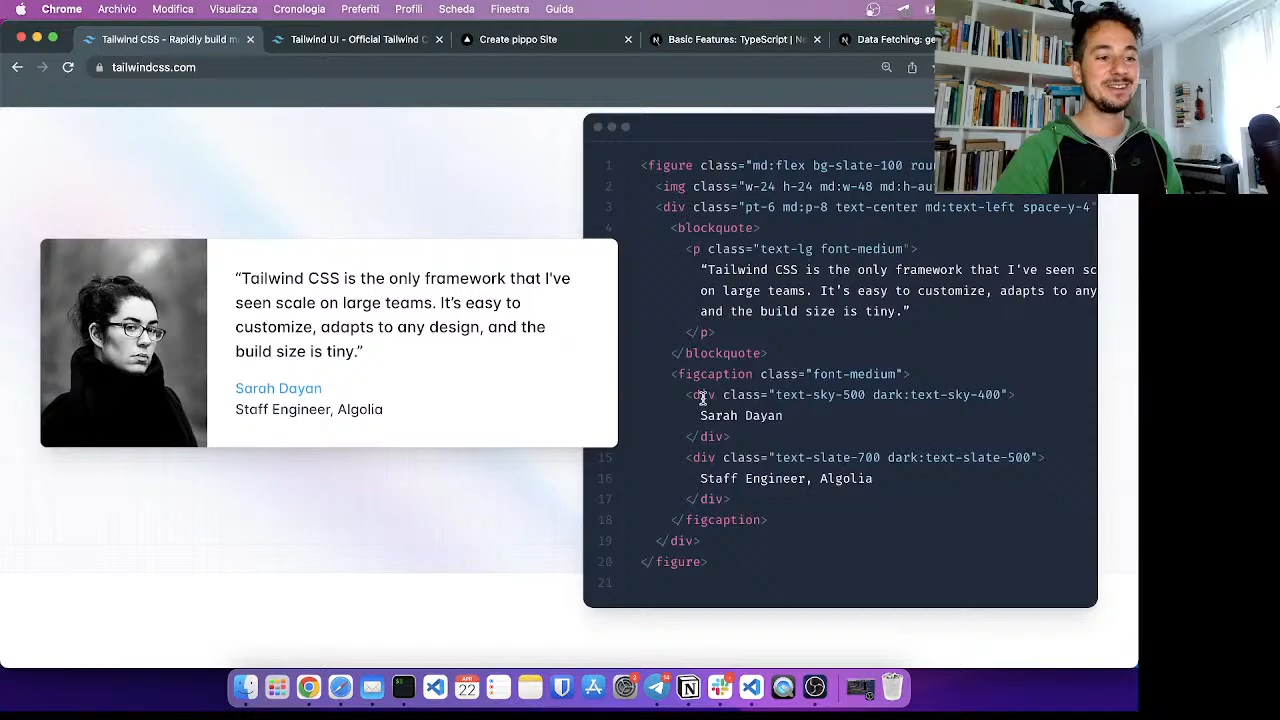 Chrome Archivio Modifica Visualizza Cronologia Preferiti Profili Scheda Finestra Guida
Tailwind CSS - Rapidly build m
Tailwind UI - Official Tailwind C
Create pippo Site
Basic Features: TypeScript | Ne
Data Fetching: ge
tailwindcss.com
“Tailwind CSS is the only framework that I've
seen scale on large teams. It’s easy to
customize, adapts to any design, and the
build size is tiny.”
Sarah Dayan
Staff Engineer, Algolia
1 <figure class="md:flex bg-slate-100 rou
2 <img class="w-24 h-24 md:w-48 md:h-au
3 <div class="pt-6 md:p-8 text-center md:text-left space-y-4"
4 <blockquote>
<p class="text-lg font-medium">
“Tailwind CSS is the only framework that I've seen sc
on large teams. It’s easy to customize, adapts to any
and the build size is tiny.”
</p>
</blockquote>
<figcaption class="font-medium">
<div class="text-sky-500 dark:text-sky-400">
Sarah Dayan
</div>
15 <div class="text-slate-700 dark:text-slate-500">
16 Staff Engineer, Algolia
17 </div>
18 </figcaption>
19 </div>
20 </figure>
21
APR
22
2
14